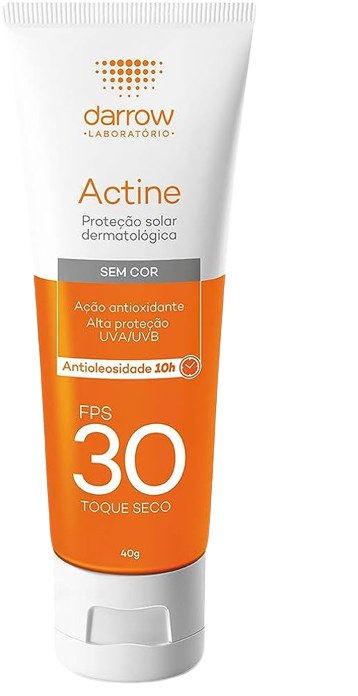 darrow
•LABORATÓRIO•
Actine
Proteção solar
dermatológica
SEM COR
Ação antioxidante
Alta proteção
UVA/UVB
Antioleosidade 10h
FPS
30
TOQUE SECO
40g